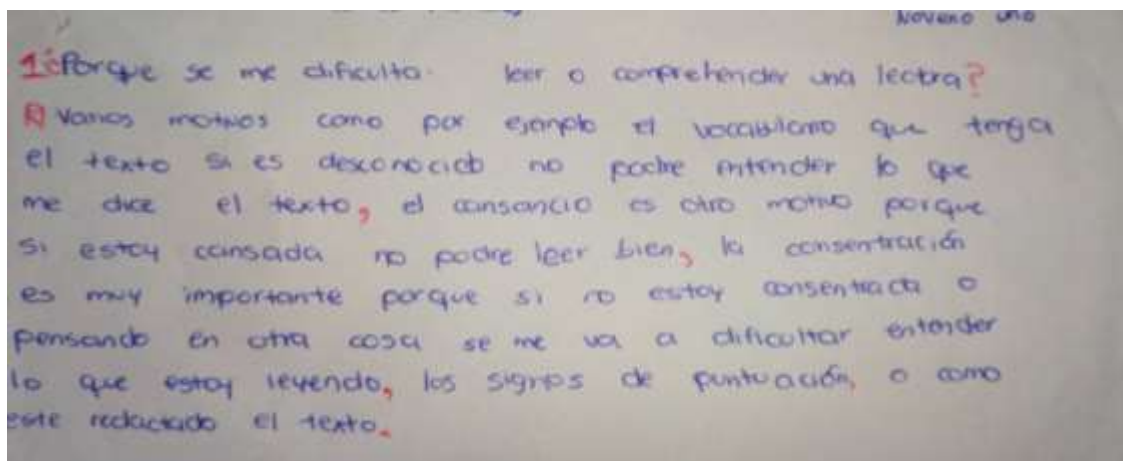 Noveno uno
1 ¿Porque se me dificulta leer o comprehender una lectora?
R) Varios motivos como por ejemplo el vocabulario que tenga
el texto si es desconocido no podre entender lo que
me dice el texto, el cansancio es otro motivo porque
si estoy cansada no podre leer bien, la consentración
es muy importante porque si no estoy consentrada o
pensando en otra cosa se me va a dificultar entender
lo que estoy leyendo, los signos de puntuación, o como
este redactado el texto.